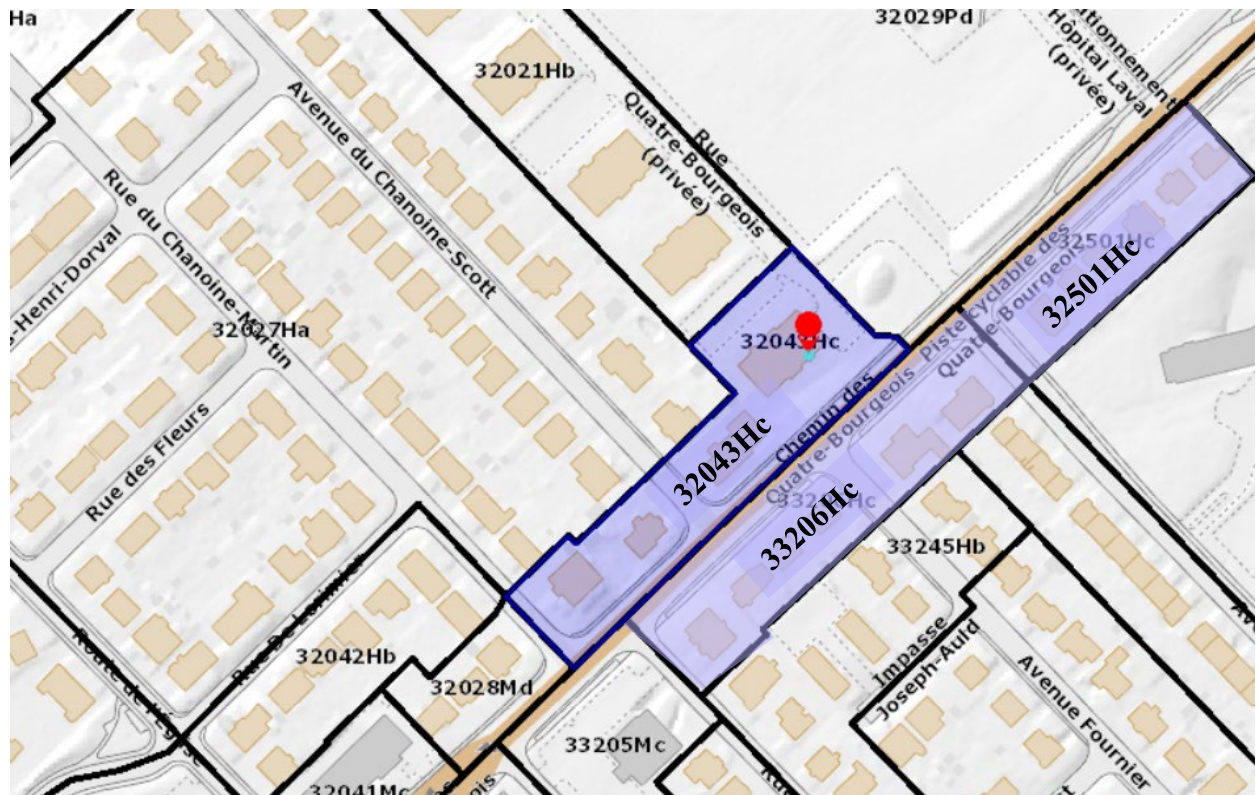 Ha
32029Pd
Stationnement
Hôpital Laval
(privée)
32021Hb
Rue
Quatre-Bourgeois
(privée)
Avenue du Chanoine-Scott
Rue du Chanoine-Martin
-Henri-Dorval
32027Ha
32043Hc
32501Hc
32501Hc
Piste cyclable des
Quatre-Bourgeois
Chemin des
Quatre-Bourgeois
32043Hc
33206Hc
33206Hc
Rue des Fleurs
33245Hb
Rue De Lorimier
32042Hb
32028Md
Impasse
Joseph-Auld
Avenue Fournier
Route de l'Église
33205Mc
32041Mc